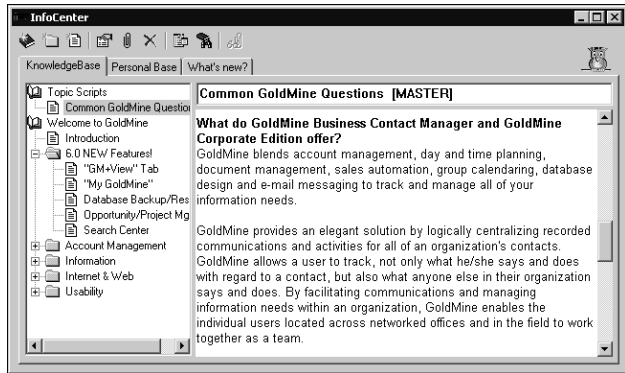 InfoCenter
KnowledgeBase
Personal Base
What's new?
Topic Scripts
Common GoldMine Question
Welcome to GoldMine
Introduction
6.0 NEW Features!
"GM+View" Tab
"My GoldMine"
Database Backup/Res
Opportunity/Project Mg
Search Center
Account Management
Information
Internet & Web
Usability
Common GoldMine Questions [MASTER]
What do GoldMine Business Contact Manager and GoldMine
Corporate Edition offer?
GoldMine blends account management, day and time planning,
document management, sales automation, group calendaring, database
design and e-mail messaging to track and manage all of your
information needs.
GoldMine provides an elegant solution by logically centralizing recorded
communications and activities for all of an organization's contacts.
GoldMine allows a user to track, not only what he/she says and does
with regard to a contact, but also what anyone else in their organization
says and does. By facilitating communications and managing
information needs within an organization, GoldMine enables the
individual users located across networked offices and in the field to work
together as a team.